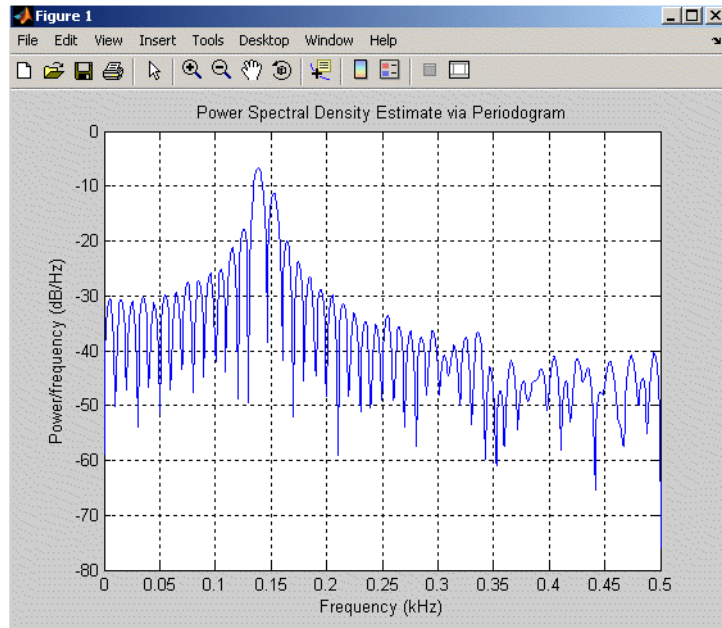 Figure 1
File Edit View Insert Tools Desktop Window Help
Power Spectral Density Estimate via Periodogram
Power/frequency (dB/Hz)
0
-10
-20
-30
-40
-50
-60
-70
-80
0 0.05 0.1 0.15 0.2 0.25 0.3 0.35 0.4 0.45 0.5
Frequency (kHz)